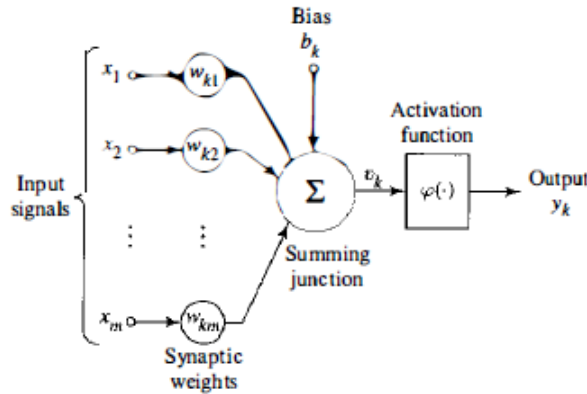 Bias
b_k
x_1
w_k1
Activation
function
x_2
w_k2
Input
signals
Σ
v_k
φ(·)
Output
y_k
⋮
⋮
Summing
junction
x_m
w_km
Synaptic
weights